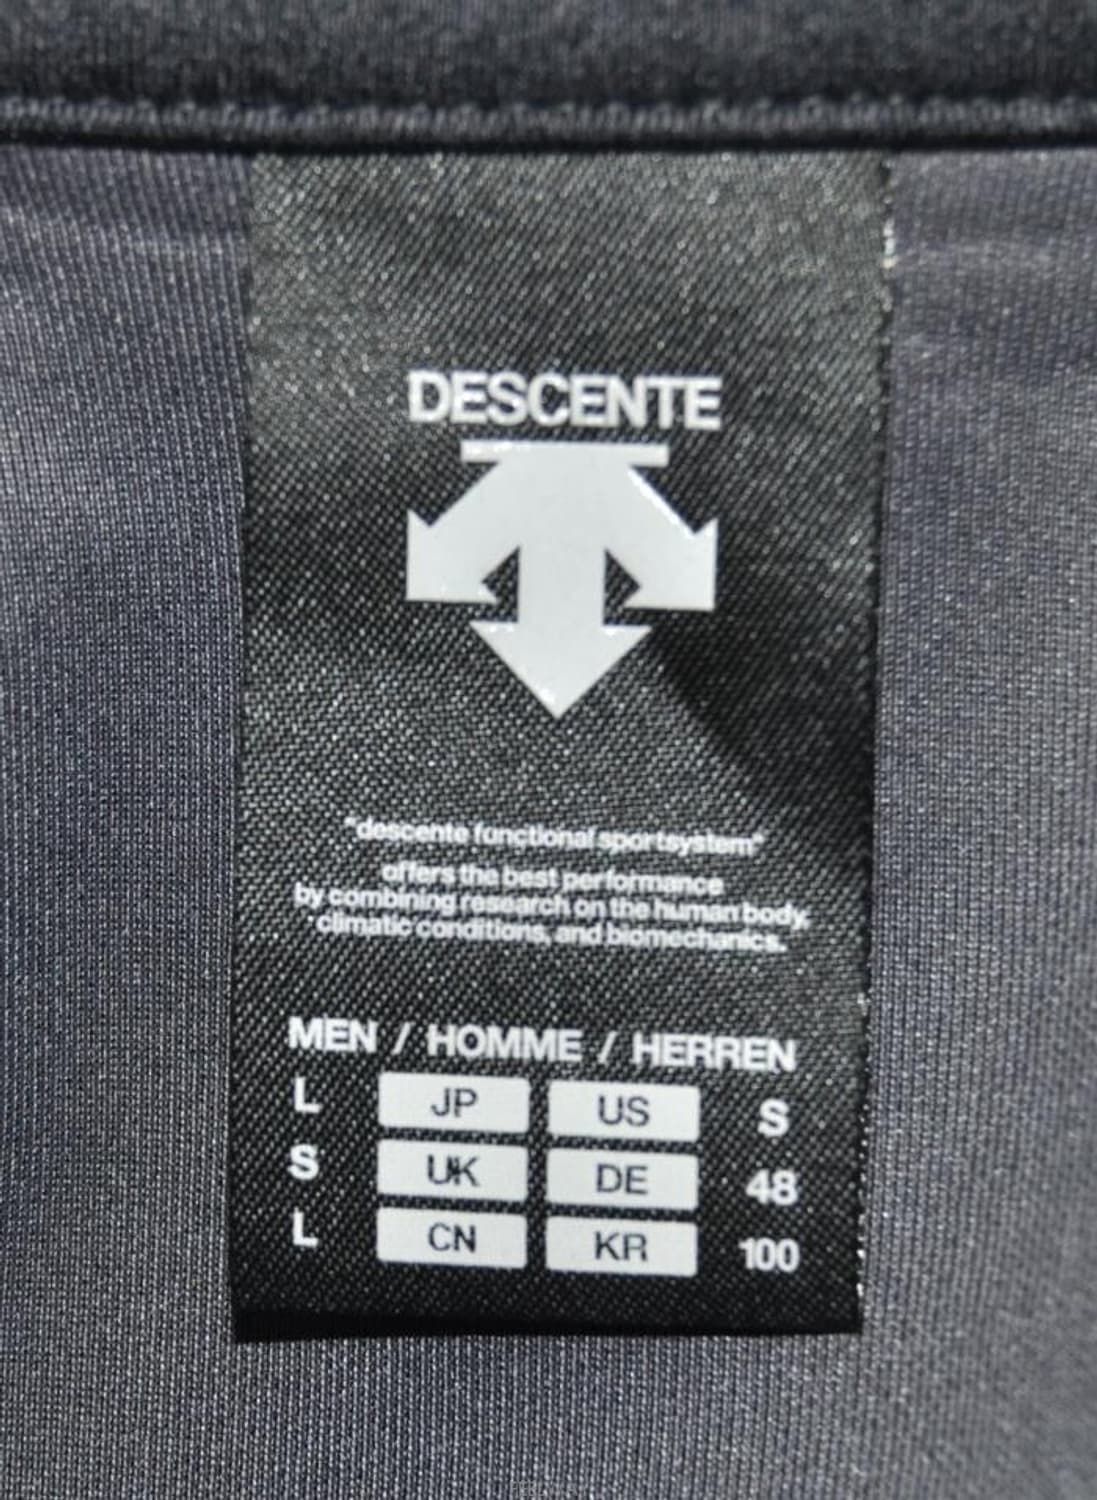 DESCENTE
"descente functional sportsystem"
offers the best performance
by combining research on the human body,
climatic conditions, and biomechanics.
MEN / HOMME / HERREN
L JP US S
S UK DE 48
L CN KR 100